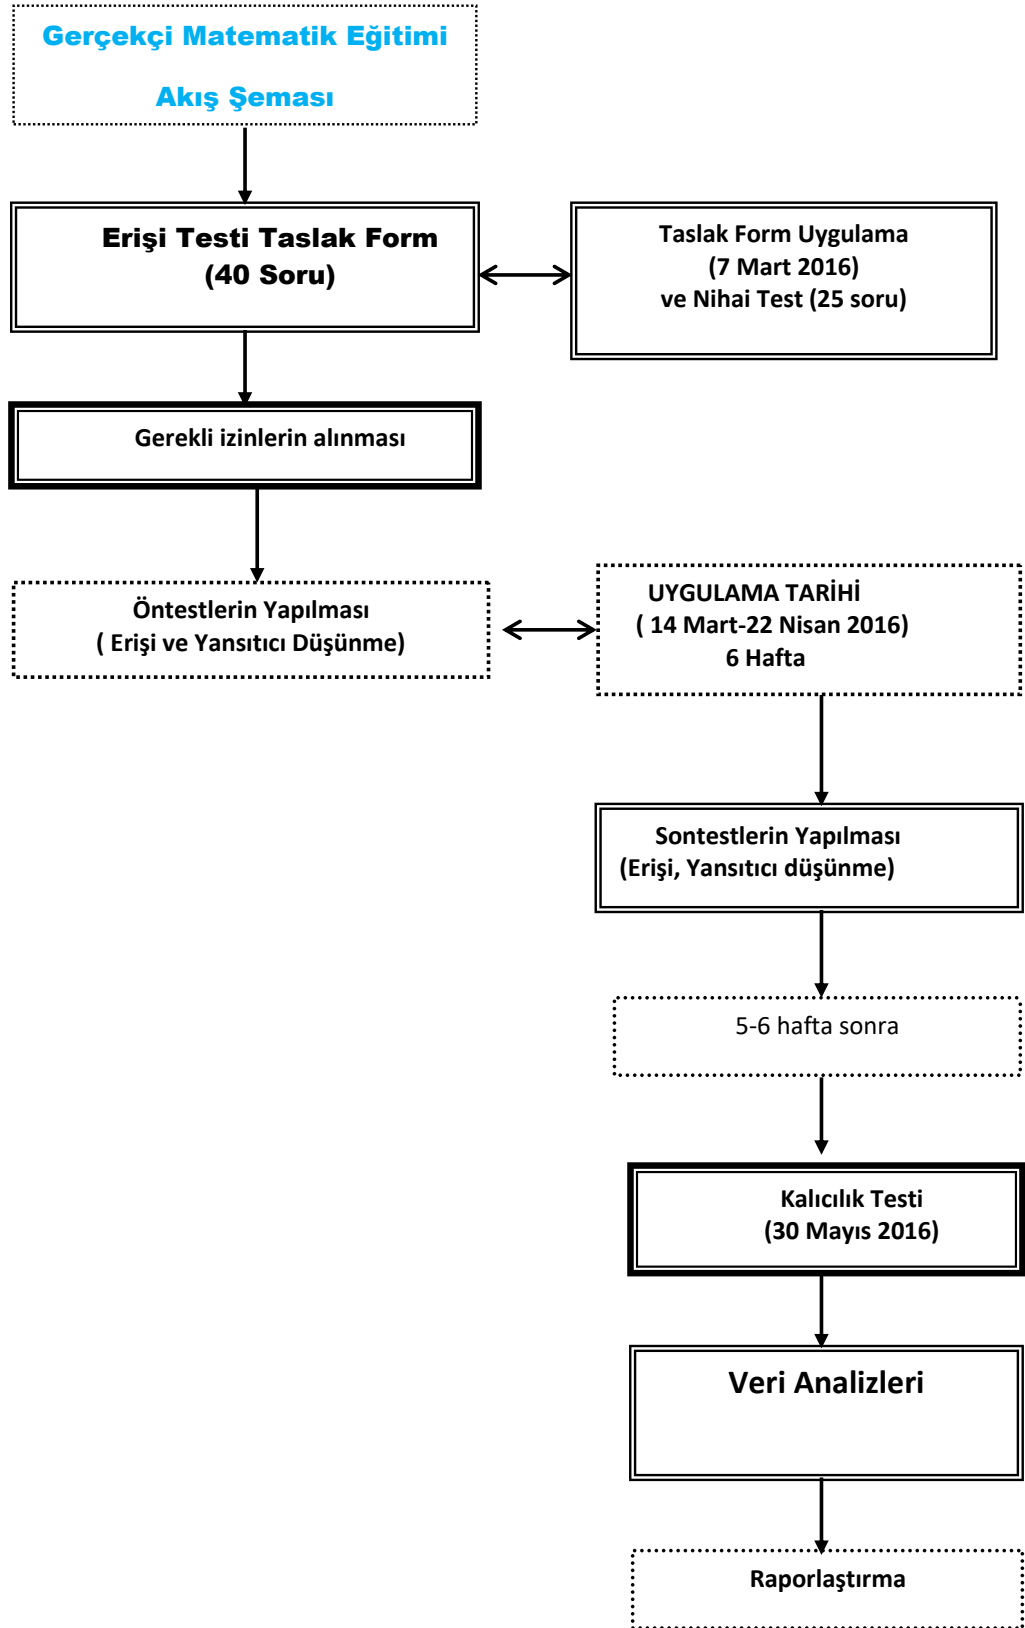 Gerçekçi Matematik Eğitimi
Akış Şeması
Erişi Testi Taslak Form
(40 Soru)
Taslak Form Uygulama
(7 Mart 2016)
ve Nihai Test (25 soru)
Gerekli izinlerin alınması
Öntestlerin Yapılması
( Erişi ve Yansıtıcı Düşünme)
UYGULAMA TARİHİ
( 14 Mart-22 Nisan 2016)
6 Hafta
Sontestlerin Yapılması
(Erişi, Yansıtıcı düşünme)
5-6 hafta sonra
Kalıcılık Testi
(30 Mayıs 2016)
Veri Analizleri
Raporlaştırma